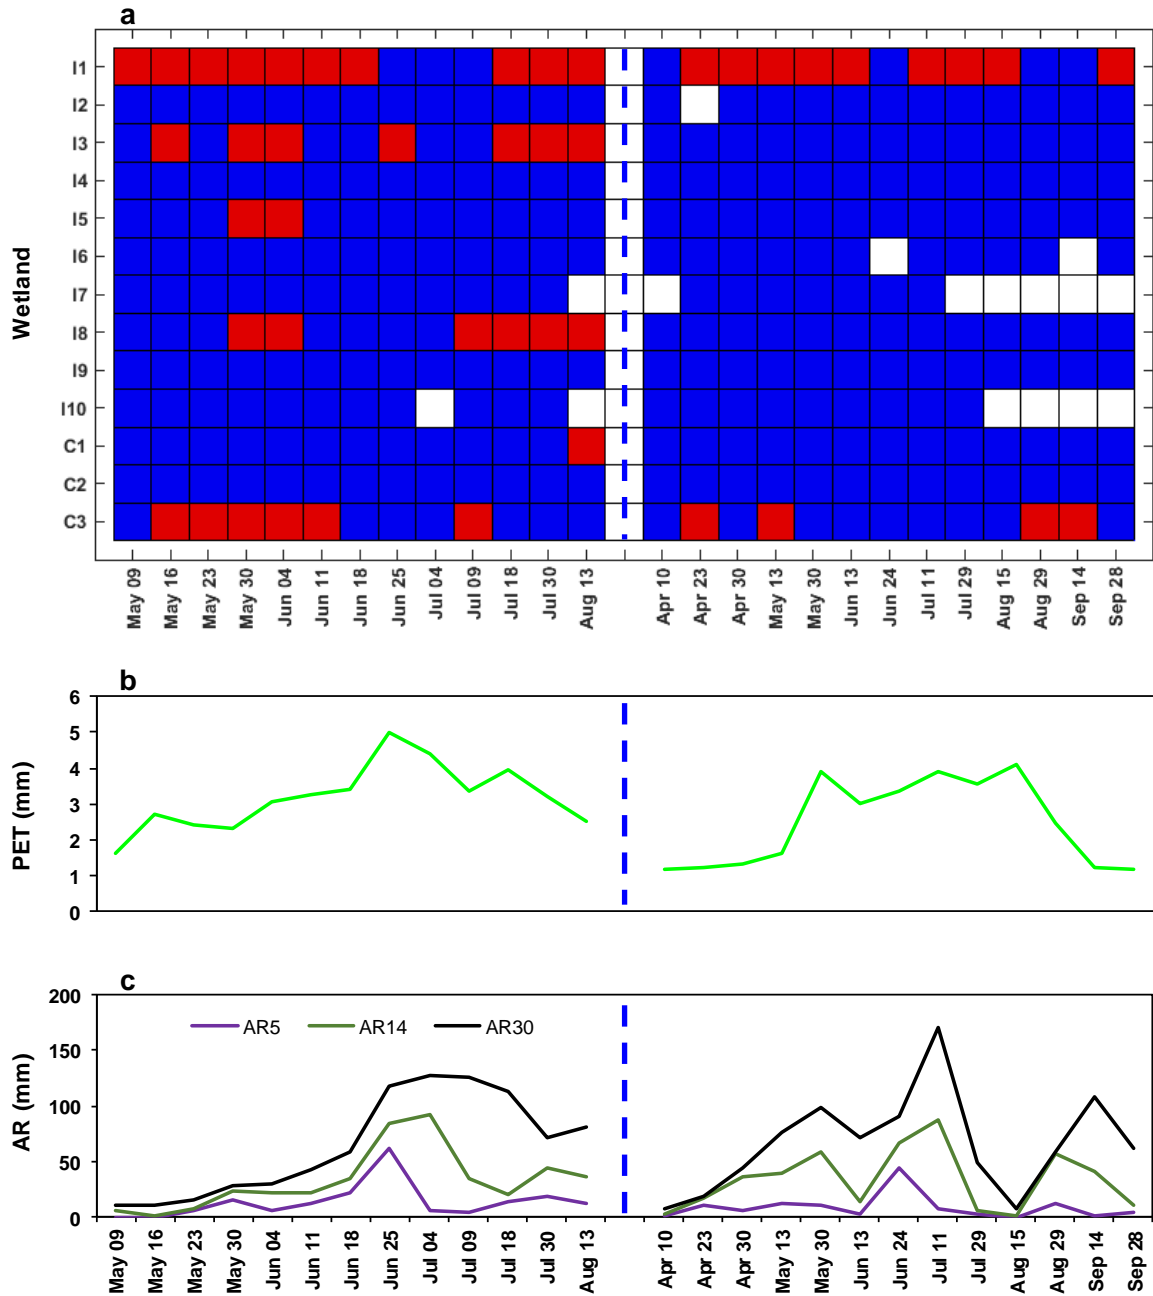 a
Wetland
I1
I2
I3
I4
I5
I6
I7
I8
I9
I10
C1
C2
C3
May 09
May 16
May 23
May 30
Jun 04
Jun 11
Jun 18
Jun 25
Jul 04
Jul 09
Jul 18
Jul 30
Aug 13
Apr 10
Apr 23
Apr 30
May 13
May 30
Jun 13
Jun 24
Jul 11
Jul 29
Aug 15
Aug 29
Sep 14
Sep 28
b
PET (mm)
6
5
4
3
2
1
0
c
AR (mm)
200
150
100
50
0
AR5
AR14
AR30
May 09
May 16
May 23
May 30
Jun 04
Jun 11
Jun 18
Jun 25
Jul 04
Jul 09
Jul 18
Jul 30
Aug 13
Apr 10
Apr 23
Apr 30
May 13
May 30
Jun 13
Jun 24
Jul 11
Jul 29
Aug 15
Aug 29
Sep 14
Sep 28